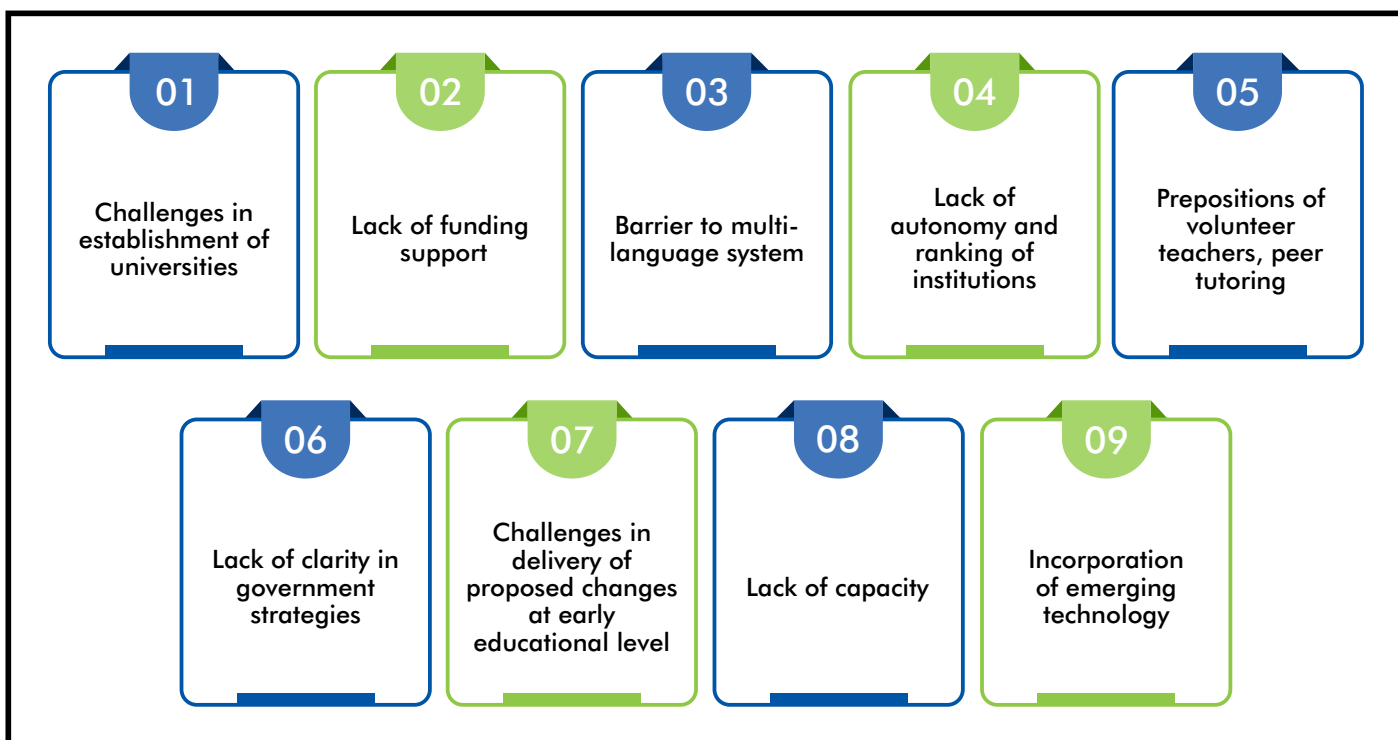 01
Challenges in
establishment of
universities
02
Lack of funding
support
03
Barrier to multi-
language system
04
Lack of
autonomy and
ranking of
institutions
05
Prepositions of
volunteer
teachers, peer
tutoring
06
Lack of clarity in
government
strategies
07
Challenges in
delivery of
proposed changes
at early
educational level
08
Lack of capacity
09
Incorporation
of emerging
technology